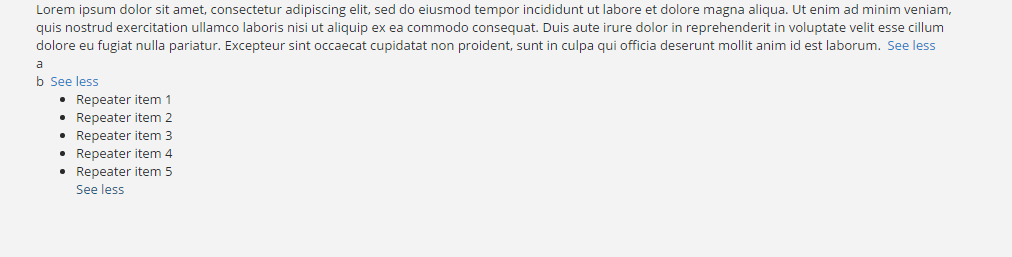 Lorem ipsum dolor sit amet, consectetur adipiscing elit, sed do eiusmod tempor incididunt ut labore et dolore magna aliqua. Ut enim ad minim veniam,
quis nostrud exercitation ullamco laboris nisi ut aliquip ex ea commodo consequat. Duis aute irure dolor in reprehenderit in voluptate velit esse cillum
dolore eu fugiat nulla pariatur. Excepteur sint occaecat cupidatat non proident, sunt in culpa qui officia deserunt mollit anim id est laborum. See less
a
b See less
• Repeater item 1
• Repeater item 2
• Repeater item 3
• Repeater item 4
• Repeater item 5
See less